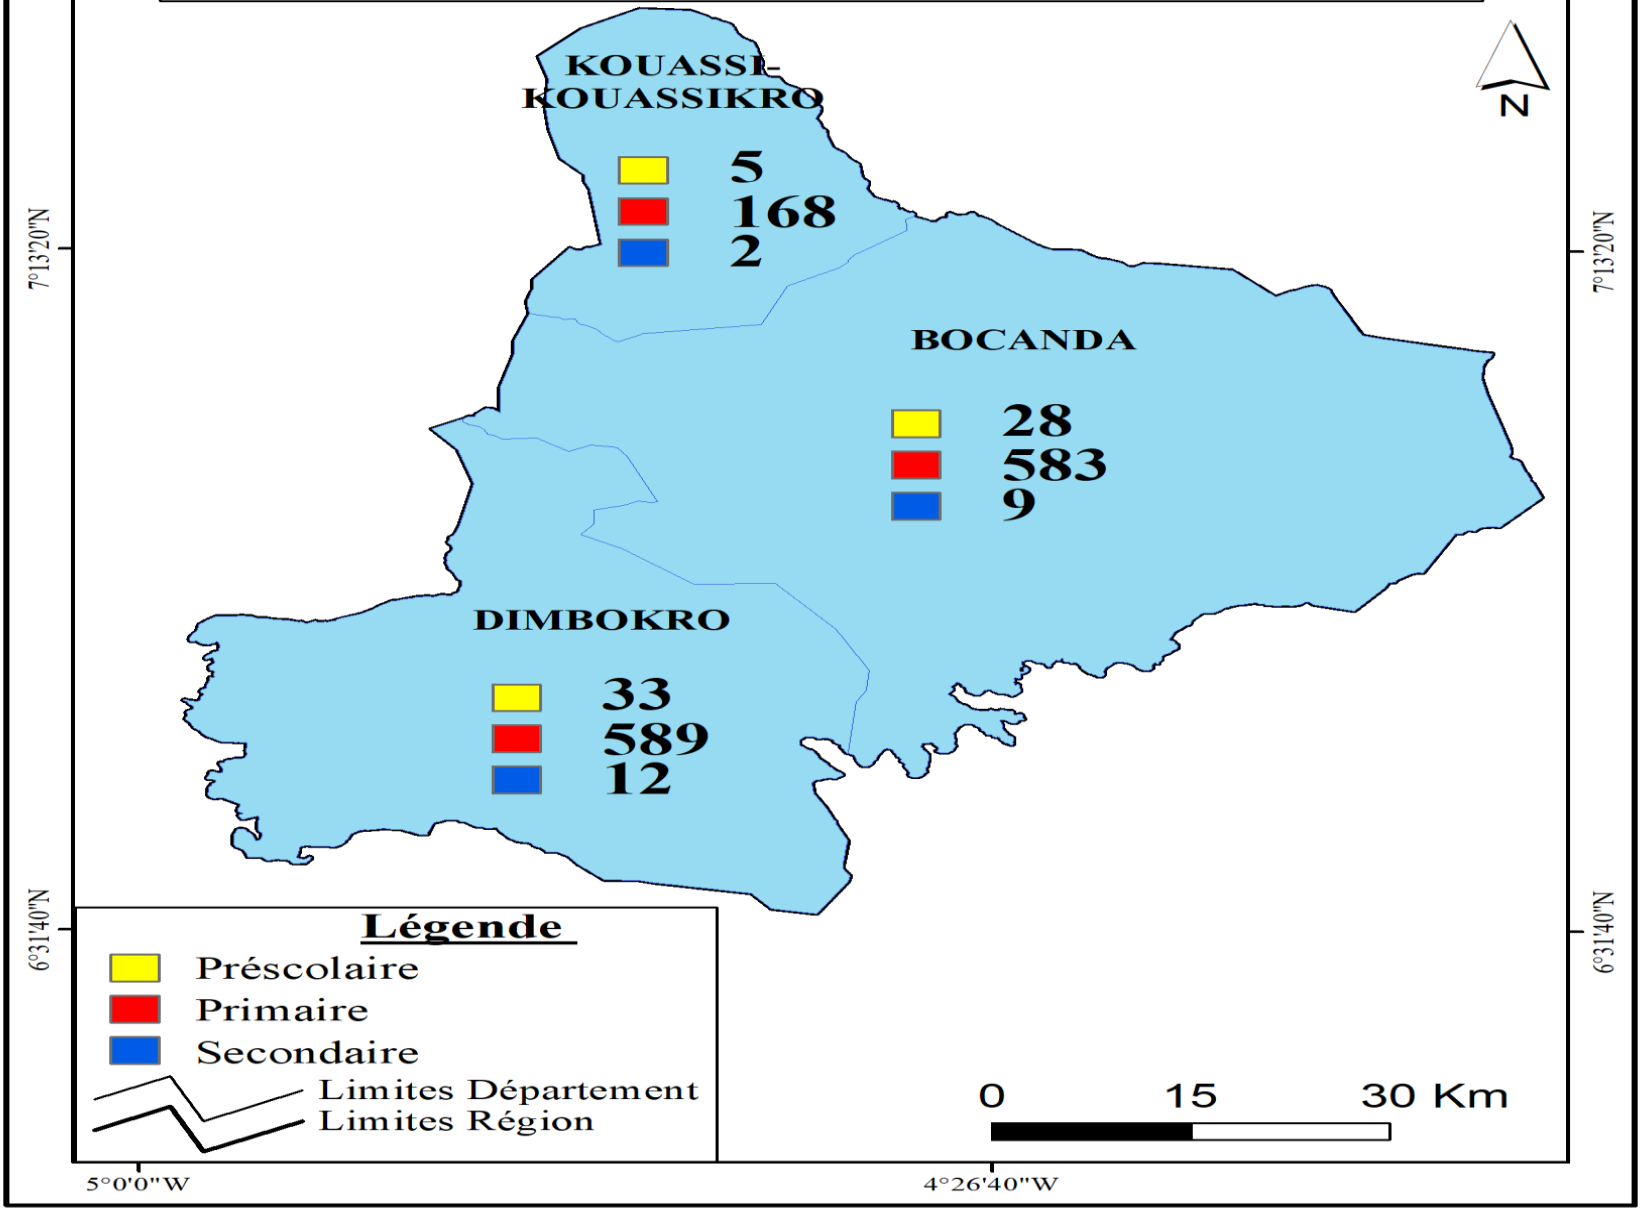 KOUASSI-
KOUASSIKRO
N
5
168
2
7°13'20"N
7°13'20"N
BOCANDA
28
583
9
DIMBOKRO
33
589
12
6°31'40"N
6°31'40"N
Légende
Préscolaire
Primaire
Secondaire
Limites Département
Limites Région
0 15 30 Km
5°0'0"W
4°26'40"W